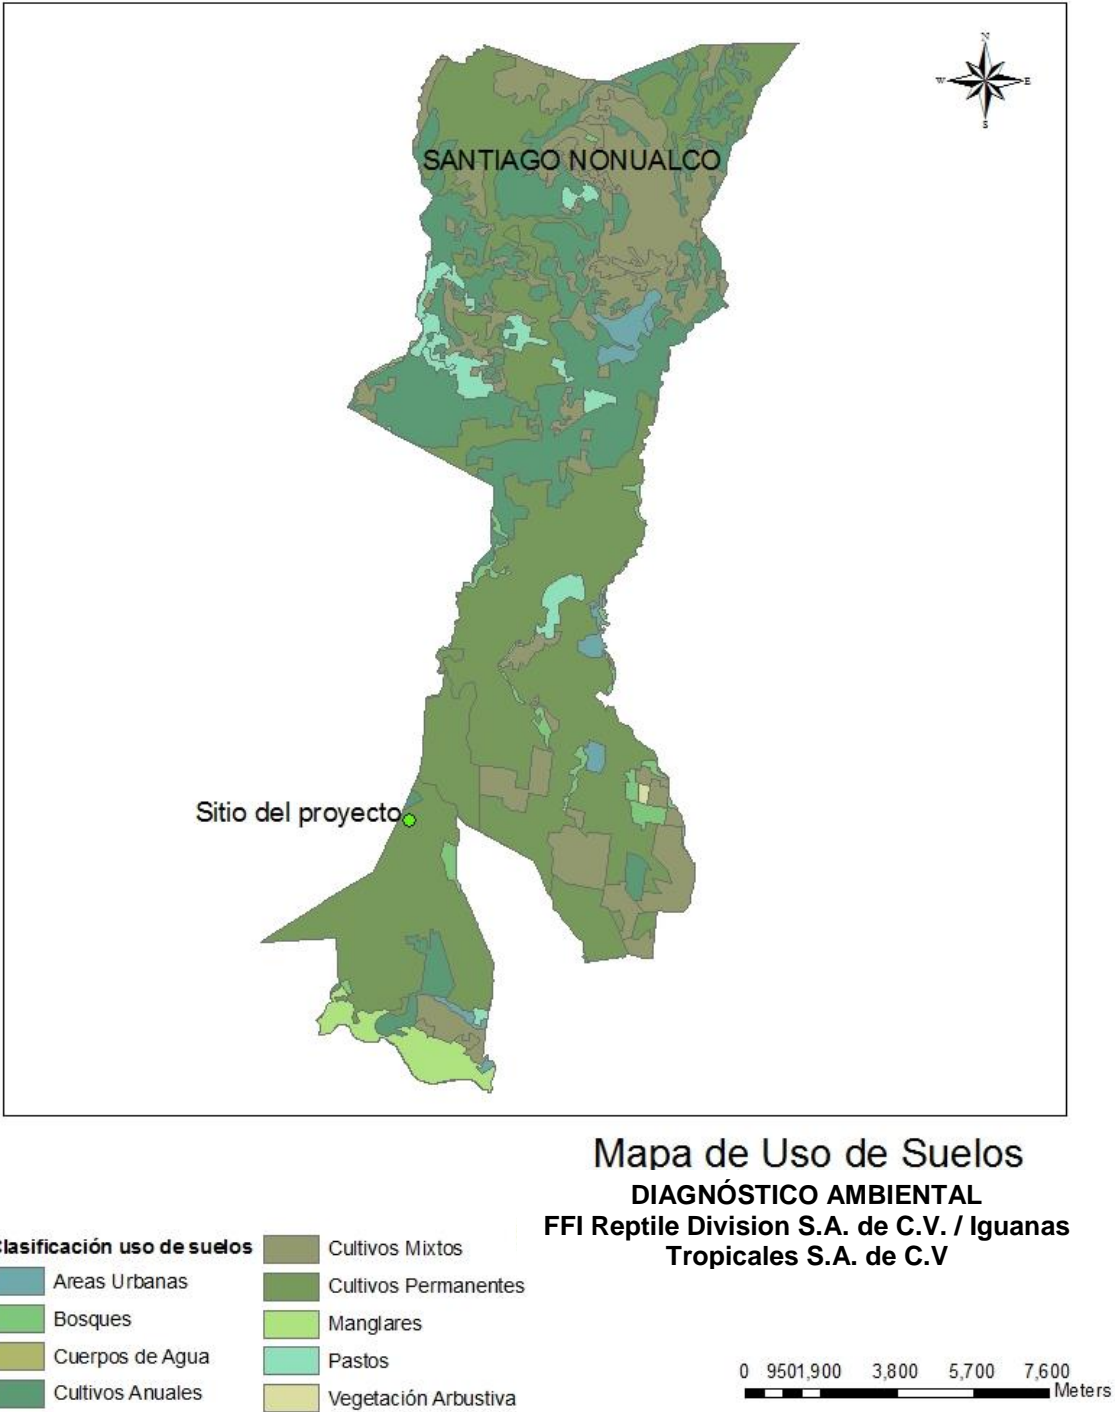 N
W E
S
SANTIAGO NONUALCO
Sitio del proyecto
Mapa de Uso de Suelos
DIAGNÓSTICO AMBIENTAL
FFI Reptile Division S.A. de C.V. / Iguanas
Tropicales S.A. de C.V
lasificación uso de suelos
Areas Urbanas
Bosques
Cuerpos de Agua
Cultivos Anuales
Cultivos Mixtos
Cultivos Permanentes
Manglares
Pastos
Vegetación Arbustiva
0 9501,900 3,800 5,700 7,600
Meters